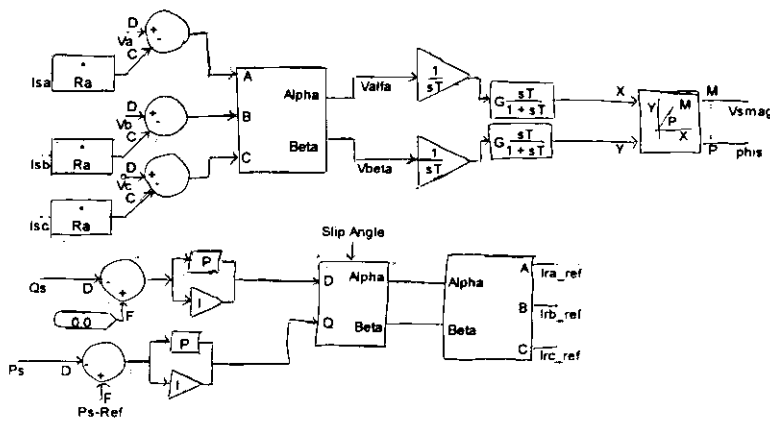 D
+
Va
-
C
*
Isa
Ra
A
D
+
Vb
-
C
B
Alpha
*
Isb
Ra
Beta
D
+
Vc
-
C
C
*
Isc
Ra
Valfa
1
sT
G sT
1 + sT
X
Vbeta
1
sT
G sT
1 + sT
Y
Y
M
P
X
M
Vsmag
P
phis
Slip Angle
Qs
D
-
+
F
0.0
P
I
D
Alpha
Q
Beta
Alpha
Beta
A
Ira_ref
B
Irb_ref
C
Irc_ref
Ps
D
-
+
F
Ps-Ref
P
I